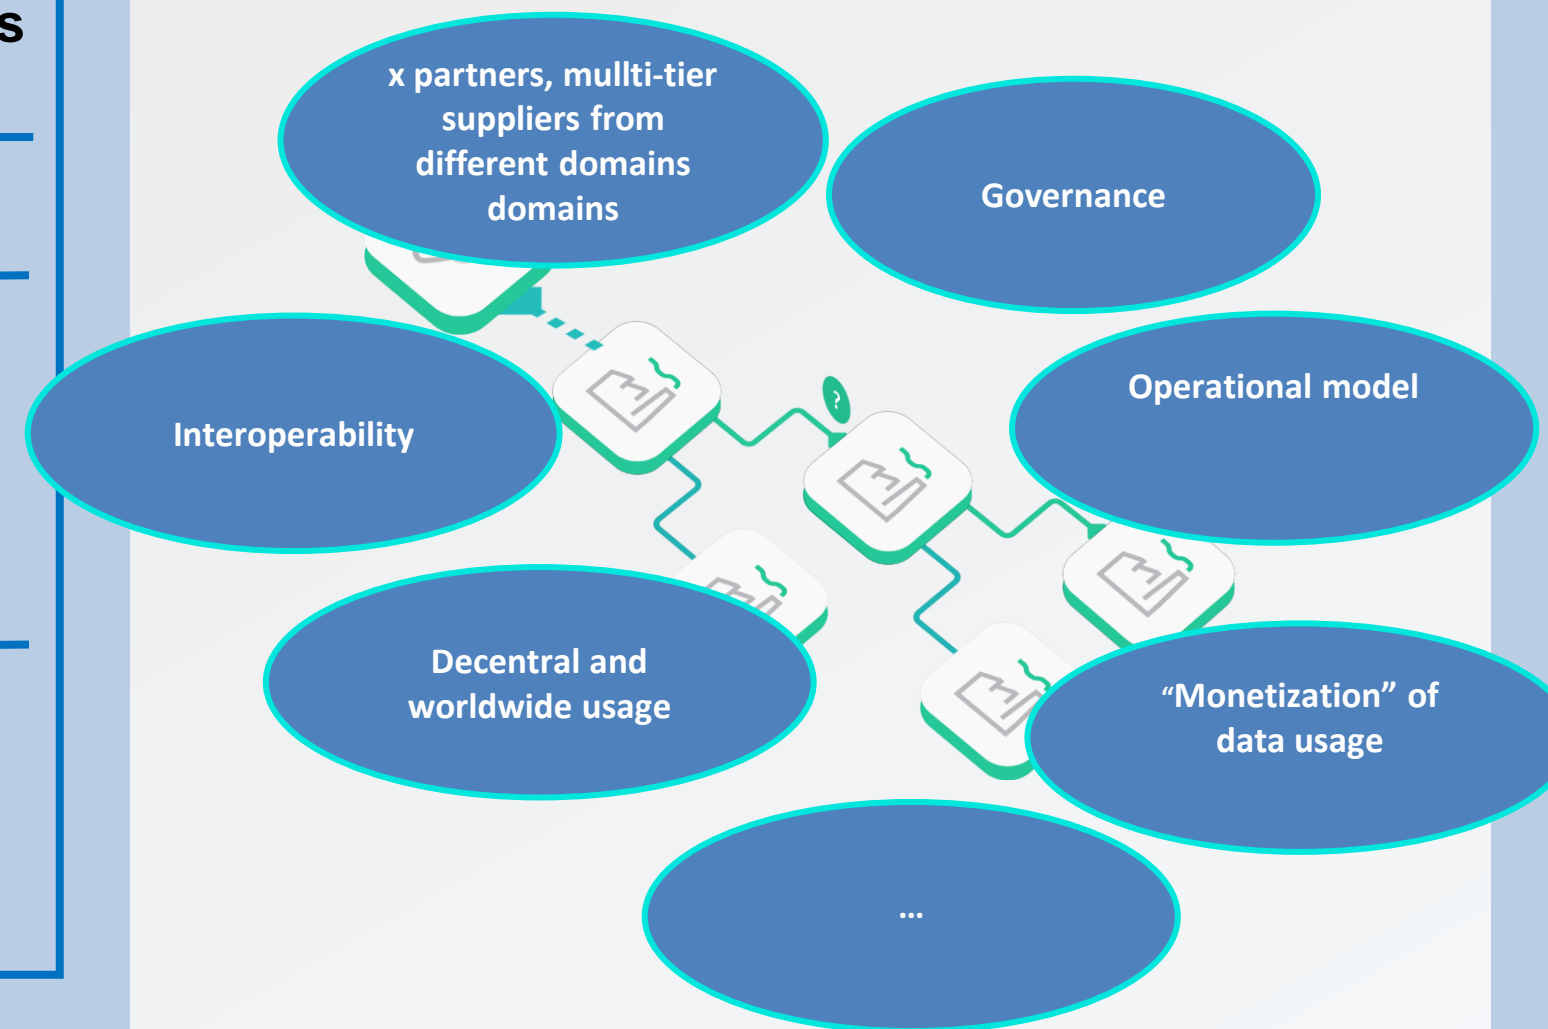 s
x partners, mullti-tier
suppliers from
different domains
domains
Governance
Operational model
Interoperability
?
Decentral and
worldwide usage
“Monetization” of
data usage
...